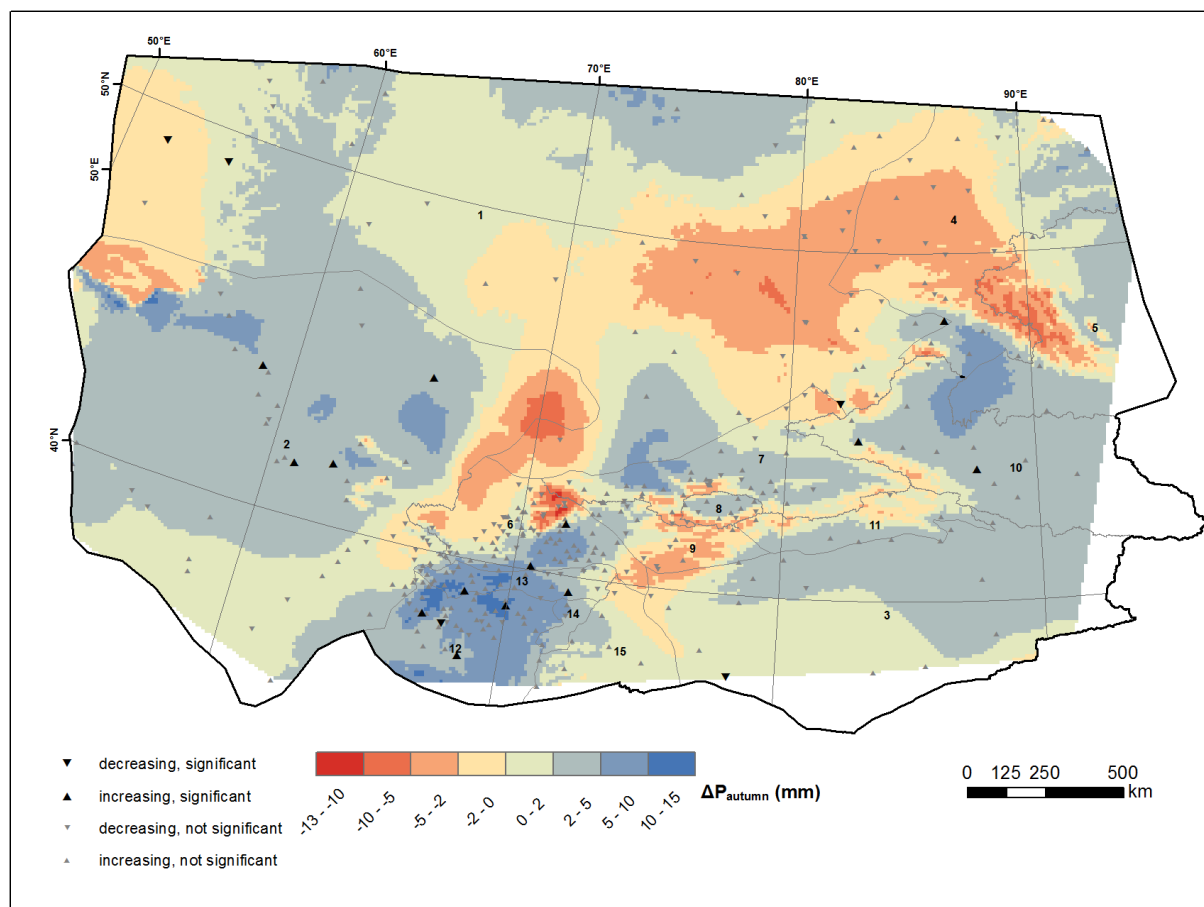 50°E 60°E 70°E 80°E 90°E
50°N
50°E
40°N
1
4
5
2
7
10
8
6
11
9
13
3
14
12
15
decreasing, significant
increasing, significant
decreasing, not significant
increasing, not significant
-13 - -10
-10 - -5
-5 - -2
-2 - 0
0 - 2
2 - 5
5 - 10
10 - 15
ΔPautumn (mm)
0 125 250 500
km